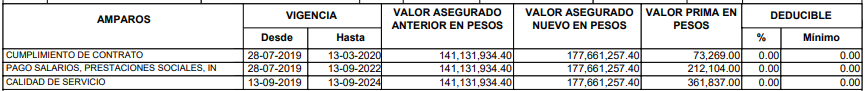 AMPAROS VIGENCIA VALOR ASEGURADO ANTERIOR EN PESOS VALOR ASEGURADO NUEVO EN PESOS VALOR PRIMA EN PESOS DEDUCIBLE
Desde Hasta % Mínimo
CUMPLIMIENTO DE CONTRATO 28-07-2019 13-03-2020 141,131,934.40 177,661,257.40 73,269.00 0.00 0.00
PAGO SALARIOS, PRESTACIONES SOCIALES, IN 28-07-2019 13-09-2022 141,131,934.40 177,661,257.40 212,104.00 0.00 0.00
CALIDAD DE SERVICIO 13-09-2019 13-09-2024 141,131,934.40 177,661,257.40 361,837.00 0.00 0.00